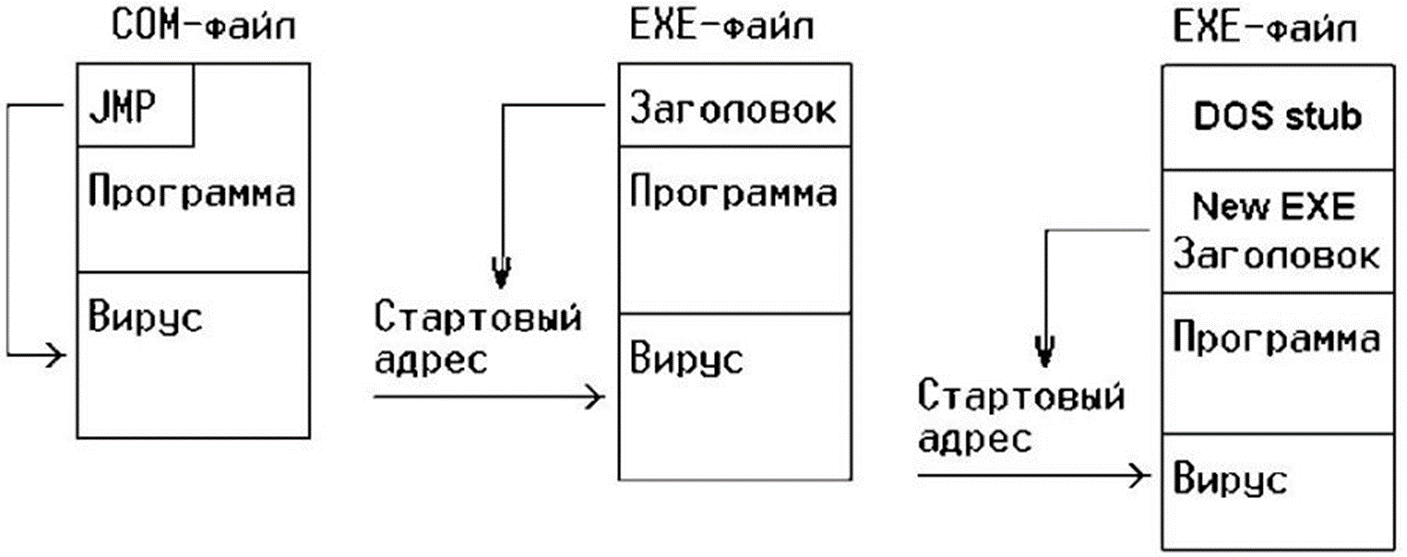 COM-файл
JMP
Программа
Вирус
EXE-файл
Заголовок
Программа
Стартовый
адрес
Вирус
EXE-файл
DOS stub
New EXE
Заголовок
Программа
Стартовый
адрес
Вирус